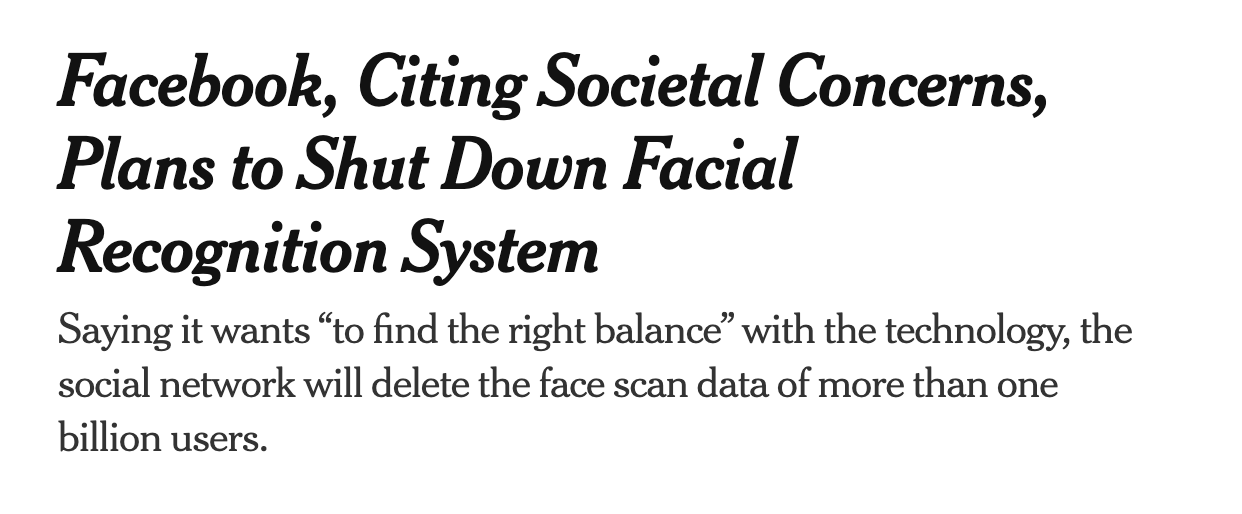 Facebook, Citing Societal Concerns,
Plans to Shut Down Facial
Recognition System
Saying it wants “to find the right balance” with the technology, the
social network will delete the face scan data of more than one
billion users.